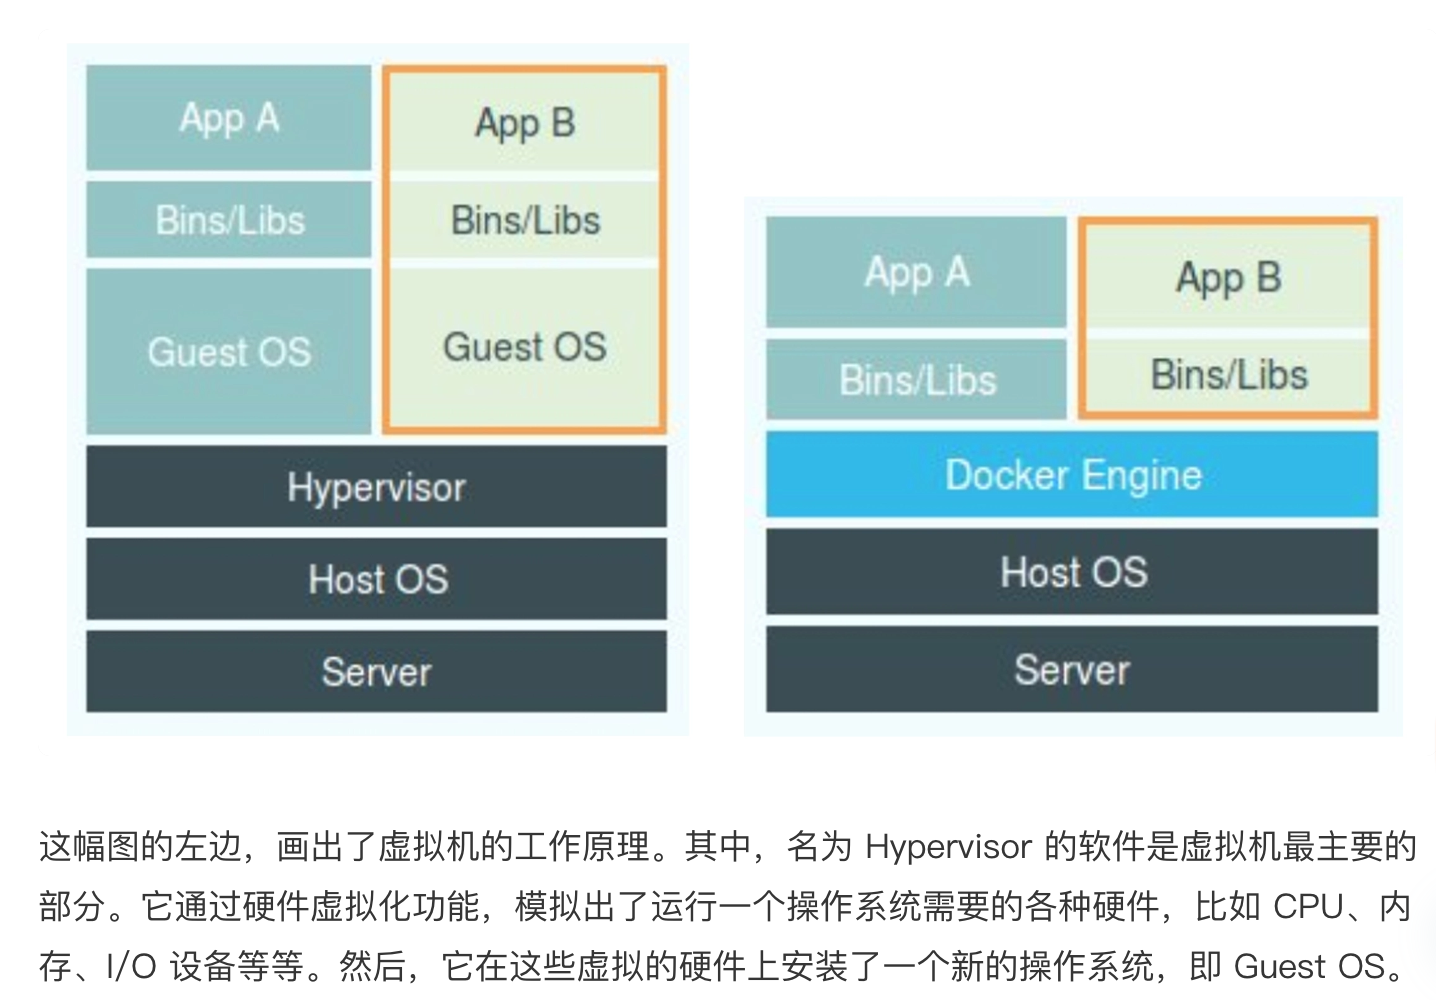 App A
App B
Bins/Libs
Bins/Libs
Guest OS
Guest OS
Hypervisor
Host OS
Server
App A
App B
Bins/Libs
Bins/Libs
Docker Engine
Host OS
Server
这幅图的左边，画出了虚拟机的工作原理。其中，名为 Hypervisor 的软件是虚拟机最主要的
部分。它通过硬件虚拟化功能，模拟出了运行一个操作系统需要的各种硬件，比如 CPU、内
存、I/O 设备等等。然后，它在这些虚拟的硬件上安装了一个新的操作系统，即 Guest OS。